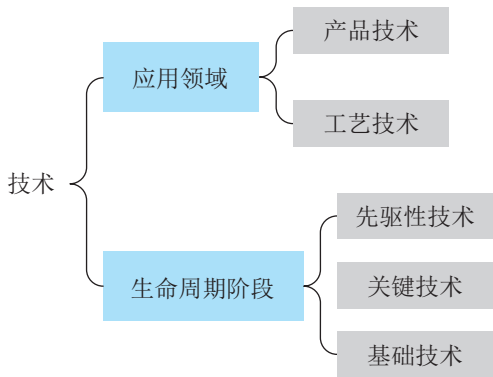 技术
应用领域
产品技术
工艺技术
生命周期阶段
先驱性技术
关键技术
基础技术